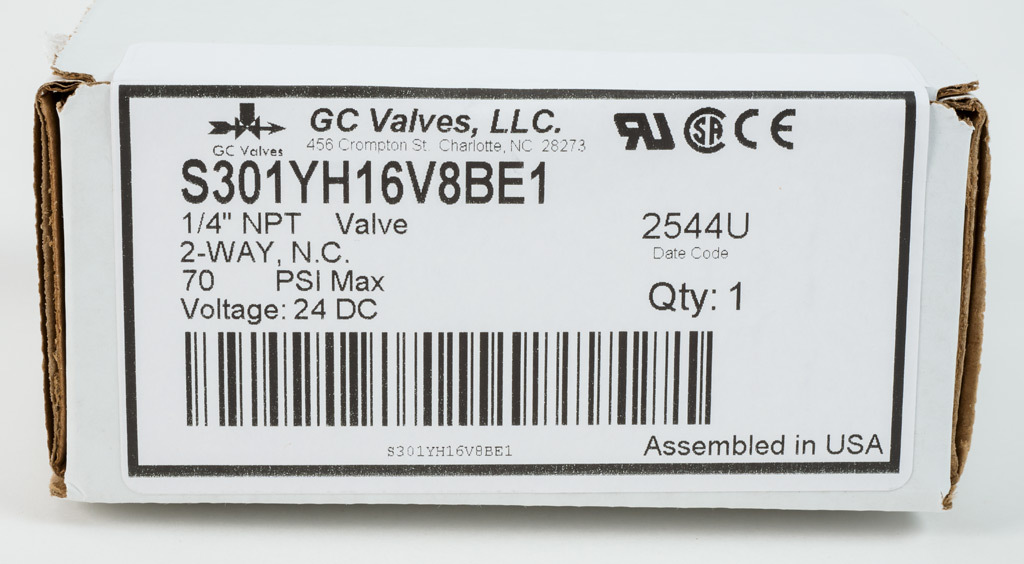 GC Valves
GC Valves, LLC.
456 Crompton St. Charlotte, NC 28273
S301YH16V8BE1
1/4" NPT Valve
2-WAY, N.C.
70 PSI Max
Voltage: 24 DC
2544U
Date Code
Qty: 1
S301YH16V8BE1
Assembled in USA